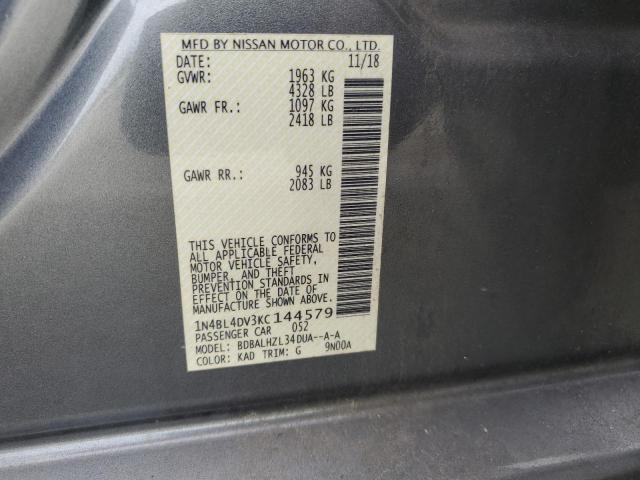 MFD BY NISSAN MOTOR CO., LTD.
DATE: 11/18
GVWR: 1963 KG
4328 LB
GAWR FR.: 1097 KG
2418 LB
GAWR RR.: 945 KG
2083 LB
THIS VEHICLE CONFORMS TO
ALL APPLICABLE FEDERAL
MOTOR VEHICLE SAFETY,
BUMPER, AND THEFT
PREVENTION STANDARDS IN
EFFECT ON THE DATE OF
MANUFACTURE SHOWN ABOVE.
1N4BL4DV3KC144579
PASSENGER CAR 052
MODEL: BDBALHZL34DUA--A-A
COLOR: KAD TRIM: G 9N00A